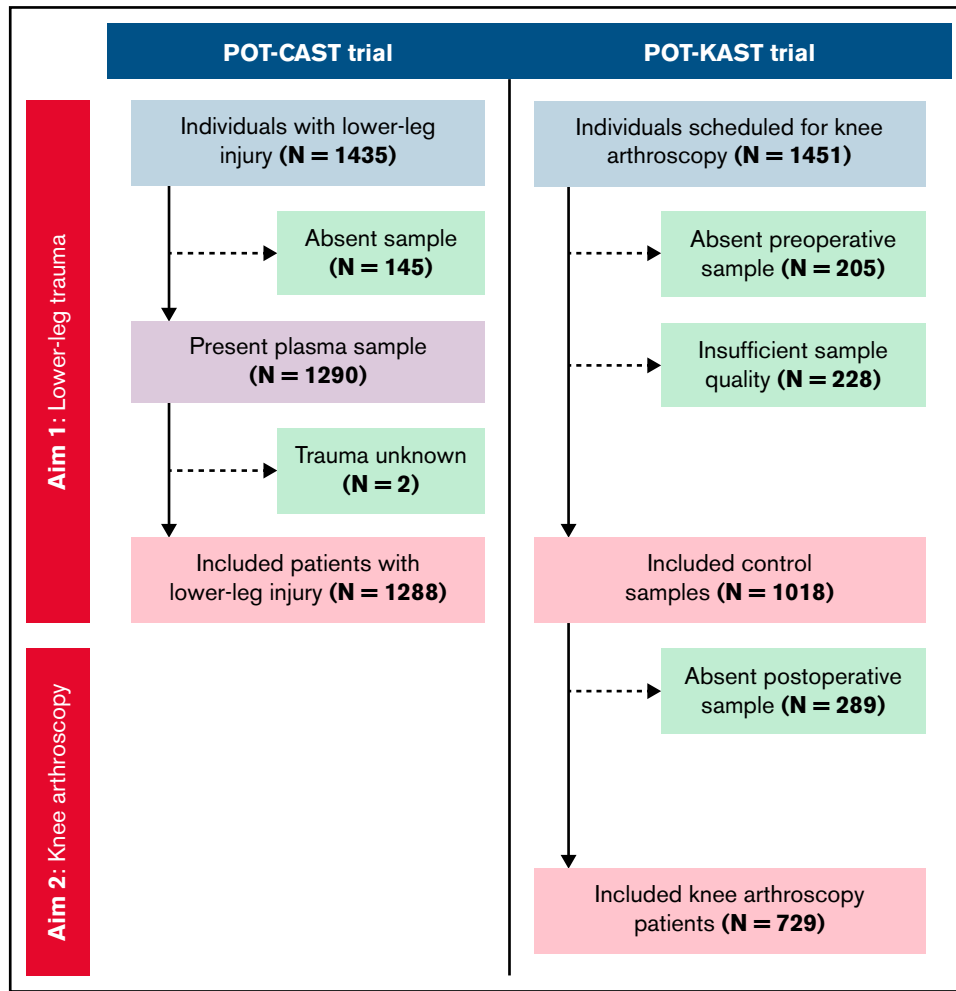 POT-CAST trial
POT-KAST trial
Aim 1: Lower-leg trauma
Individuals with lower-leg
injury (N = 1435)
Absent sample
(N = 145)
Present plasma sample
(N = 1290)
Trauma unknown
(N = 2)
Included patients with
lower-leg injury (N = 1288)
Individuals scheduled for knee
arthroscopy (N = 1451)
Absent preoperative
sample (N = 205)
Insufficient sample
quality (N = 228)
Included control
samples (N = 1018)
Aim 2: Knee arthroscopy
Absent postoperative
sample (N = 289)
Included knee arthroscopy
patients (N = 729)